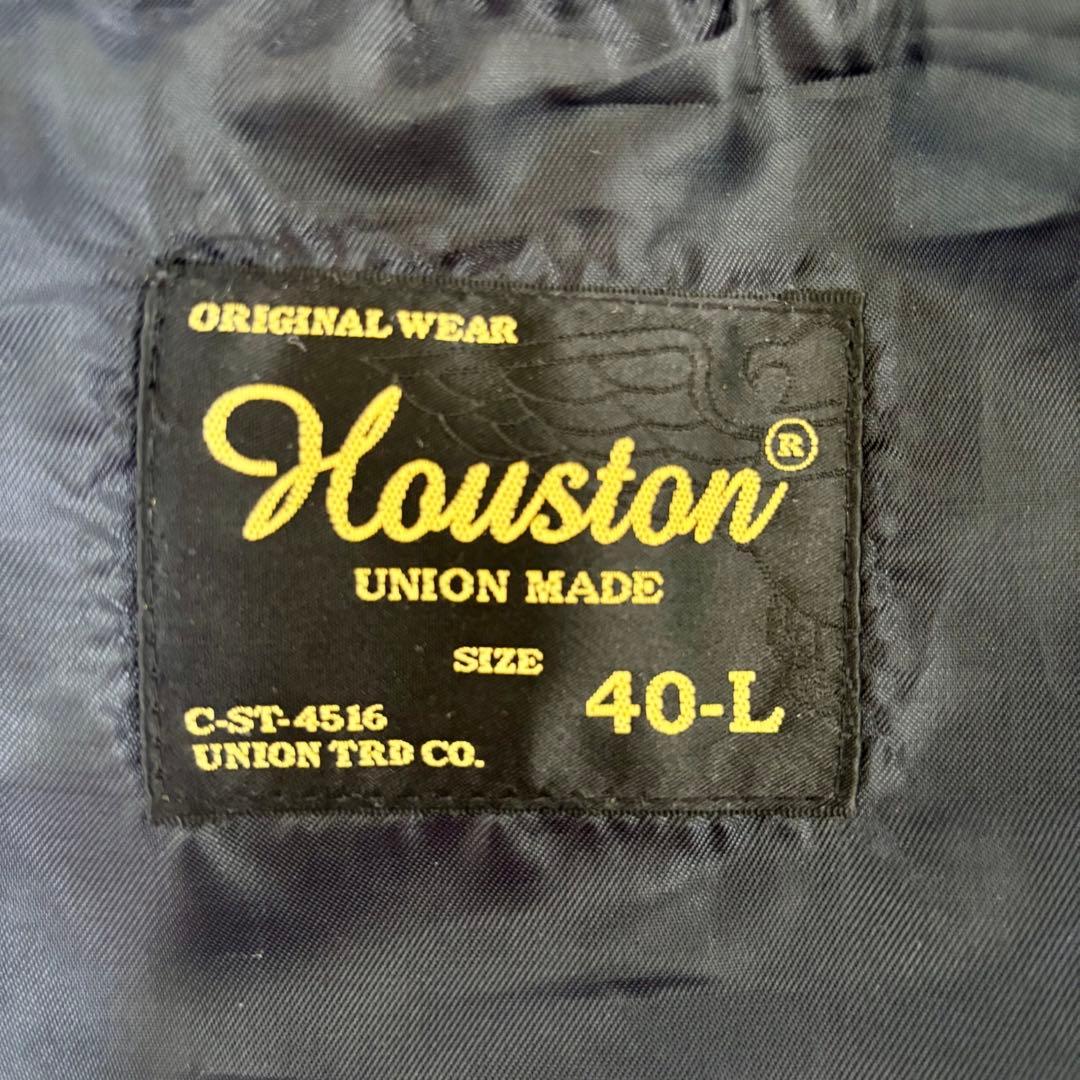 ORIGINAL WEAR
Houston®
UNION MADE
SIZE
40-L
C-ST-4516
UNION TRD CO.